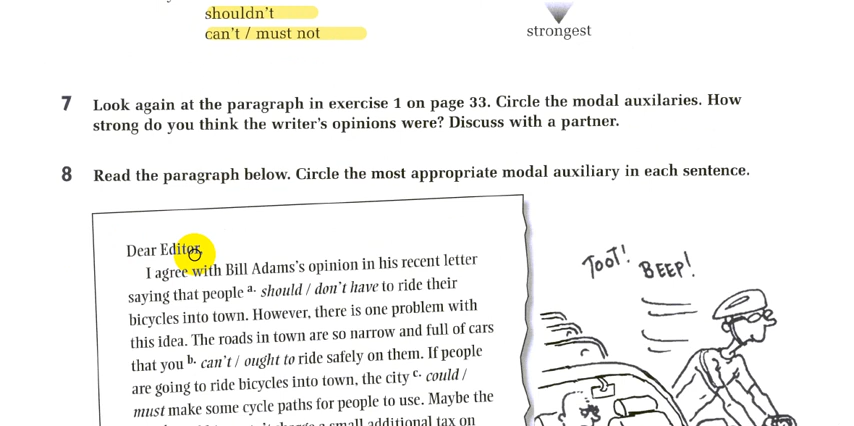 shouldn't
can't / must not
strongest
7 Look again at the paragraph in exercise 1 on page 33. Circle the modal auxilaries. How
strong do you think the writer's opinions were? Discuss with a partner.
8 Read the paragraph below. Circle the most appropriate modal auxiliary in each sentence.
Dear Editor,
I agree with Bill Adams's opinion in his recent letter
saying that people a. should / don't have to ride their
bicycles into town. However, there is one problem with
this idea. The roads in town are so narrow and full of cars
that you b. can't / ought to ride safely on them. If people
are going to ride bicycles into town, the city c. could /
must make some cycle paths for people to use. Maybe the
a small additional tax on
TOOT!
BEEP!